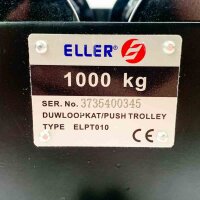 ELLER®
1000 kg
SER. No. 3735400345
DUWLOOPKAT/PUSH TROLLEY
TYPE ELPT010 CE